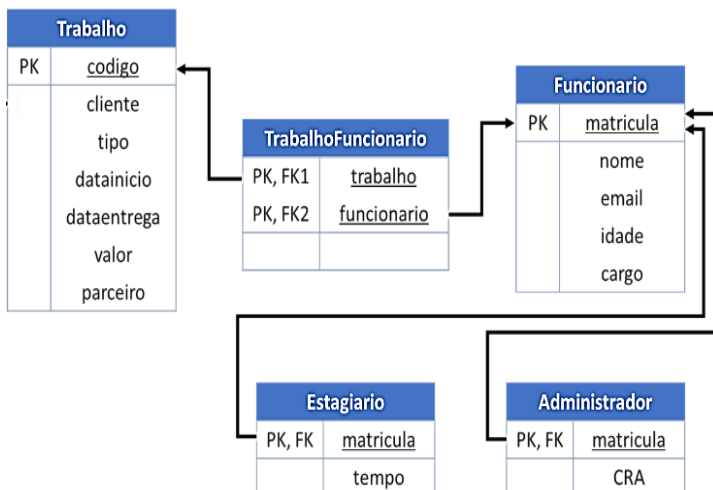 Trabalho
PK codigo
cliente
tipo
datainicio
dataentrega
valor
parceiro
TrabalhoFuncionario
PK, FK1 trabalho
PK, FK2 funcionario
Funcionario
PK matricula
nome
email
idade
cargo
Estagiario
PK, FK matricula
tempo
Administrador
PK, FK matricula
CRA